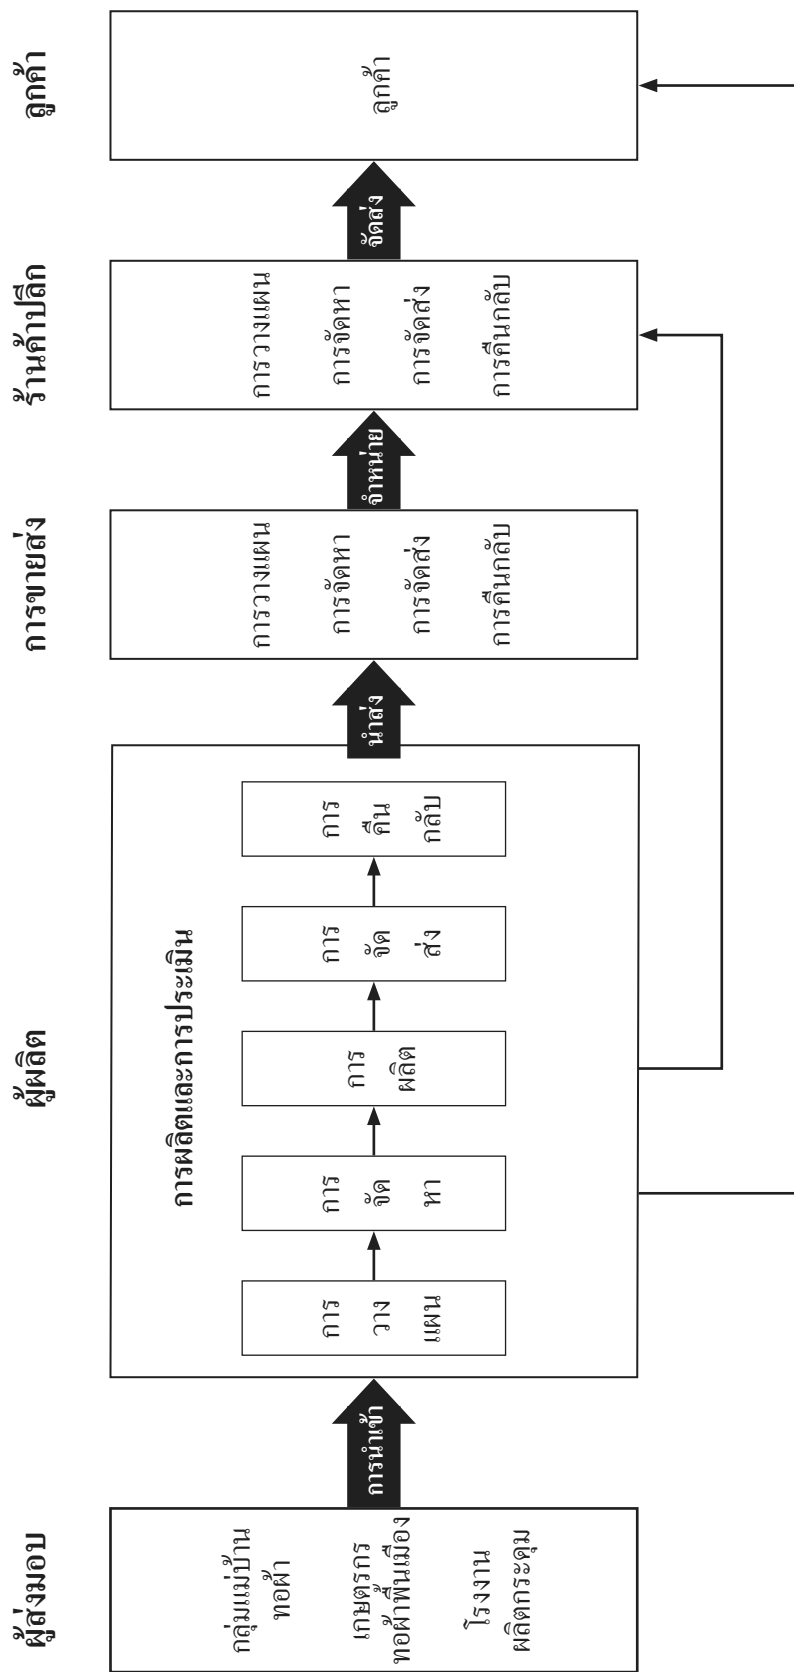 ผู้ส่งมอบ
ผู้ผลิต
การขายส่ง
ร้านค้าปลีก
ลูกค้า
กลุ่มแม่บ้าน
ทอผ้า
เกษตรกร
ทอผ้าพื้นเมือง
โรงงาน
ผลิตกระดุม
การนำเข้า
การผลิตและการประเมิน
การ
วาง
แผน
การ
จัด
หา
การ
ผลิต
การ
จัด
ส่ง
การ
คืน
กลับ
นำส่ง
การวางแผน
การจัดหา
การจัดส่ง
การคืนกลับ
จำหน่าย
การวางแผน
การจัดหา
การจัดส่ง
การคืนกลับ
จัดส่ง
ลูกค้า